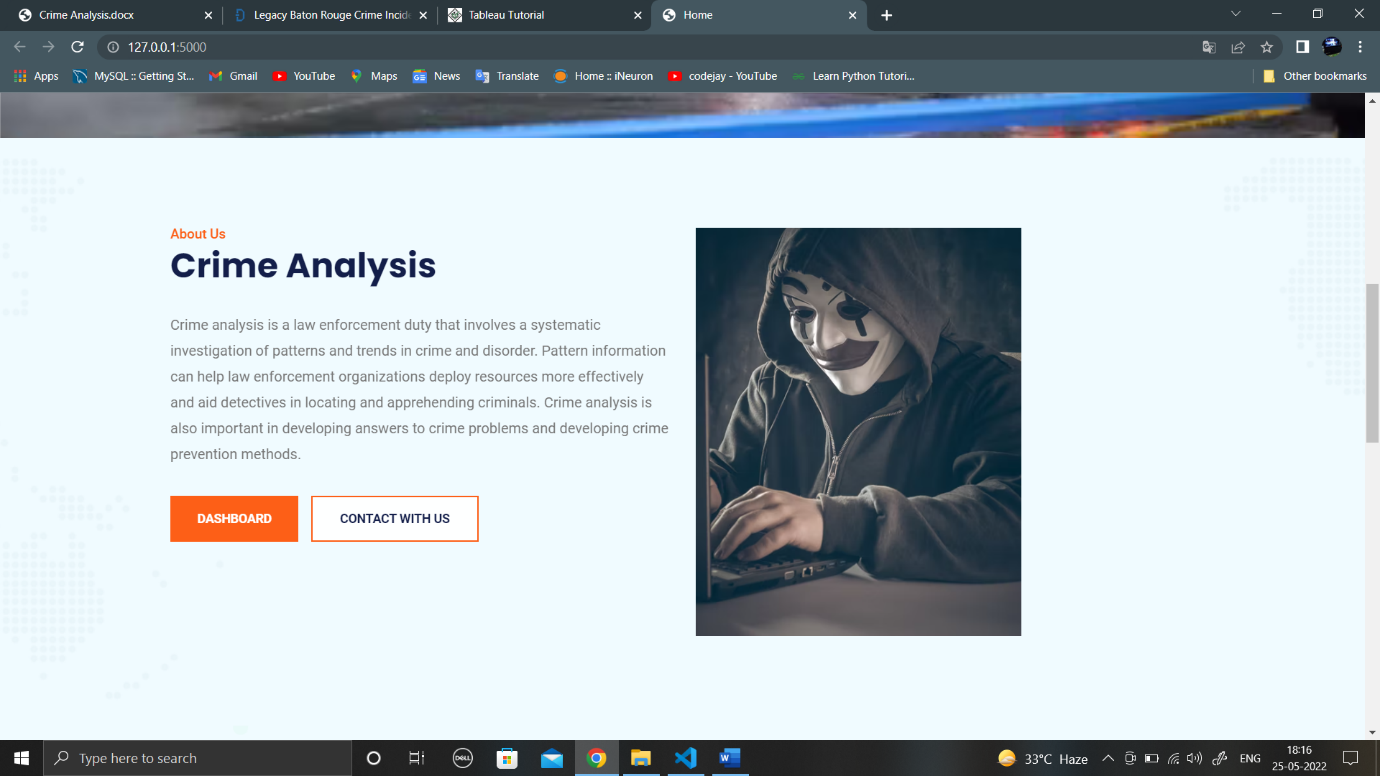 Crime Analysis.docx
Legacy Baton Rouge Crime Incid
Tableau Tutorial
Home
127.0.0.1:5000
Apps
MySQL :: Getting St...
Gmail
YouTube
Maps
News
Translate
Home :: iNeuron
codejay - YouTube
Learn Python Tutori...
Other bookmarks
About Us
Crime Analysis
Crime analysis is a law enforcement duty that involves a systematic
investigation of patterns and trends in crime and disorder. Pattern information
can help law enforcement organizations deploy resources more effectively
and aid detectives in locating and apprehending criminals. Crime analysis is
also important in developing answers to crime problems and developing crime
prevention methods.
DASHBOARD
CONTACT WITH US
Type here to search
DELL
33°C Haze
ENG
18:16
25-05-2022